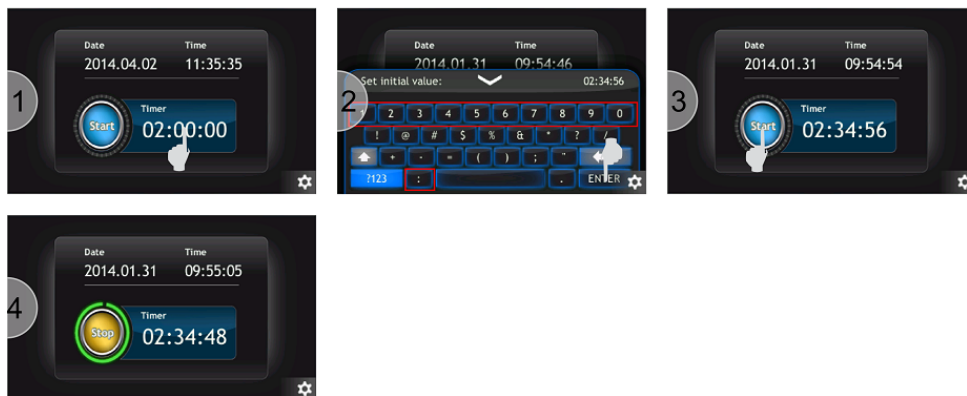 1
Date Time
2014.04.02 11:35:35
Timer
Start 02:00:00
2
Date Time
2014.01.31 09:54:46
Set initial value: 02:34:56
1 2 3 4 5 6 7 8 9 0
! @ # $ % & * ? /
+ - = ( ) ; "
?123 : . ENTER
3
Date Time
2014.01.31 09:54:54
Timer
Start 02:34:56
4
Date Time
2014.01.31 09:55:05
Timer
Stop 02:34:48